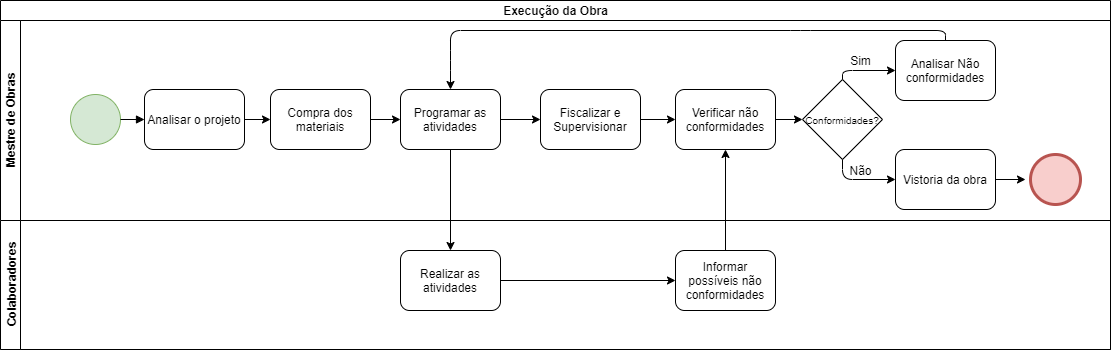 Execução da Obra
Mestre de Obras
Analisar o projeto
Compra dos
materiais
Programar as
atividades
Fiscalizar e
Supervisionar
Verificar não
conformidades
Conformidades?
Sim
Analisar Não
conformidades
Não
Vistoria da obra
Colaboradores
Realizar as
atividades
Informar
possíveis não
conformidades